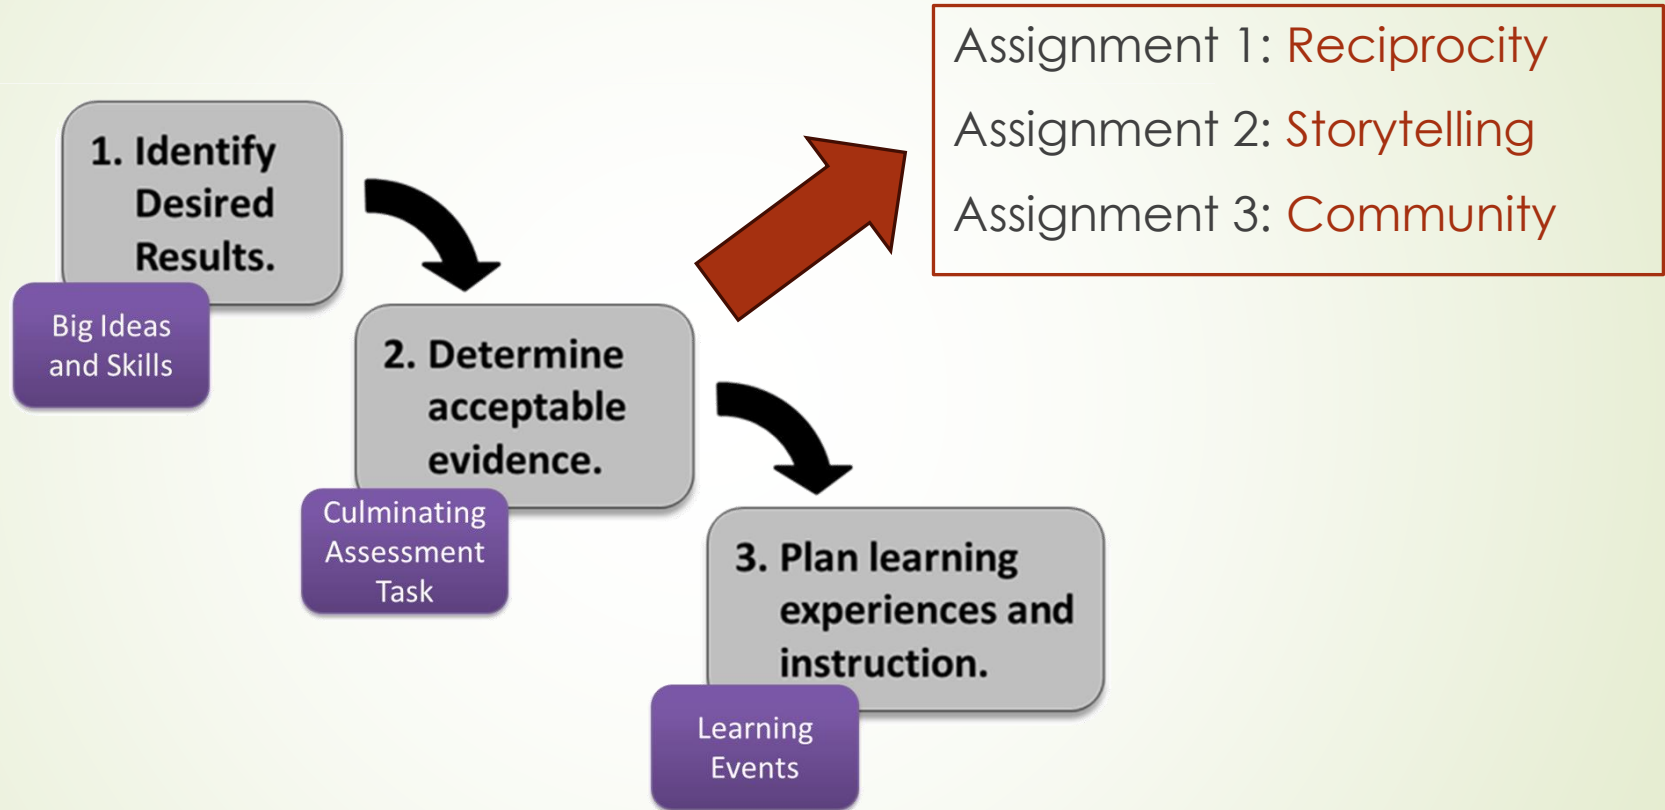 Assignment 1: Reciprocity
Assignment 2: Storytelling
Assignment 3: Community
1. Identify
Desired
Results.
Big Ideas
and Skills
2. Determine
acceptable
evidence.
Culminating
Assessment
Task
3. Plan learning
experiences and
instruction.
Learning
Events